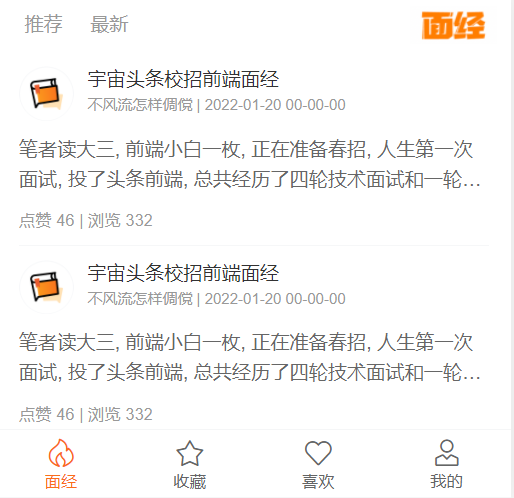 推荐 最新 面经
宇宙头条校招前端面经
不风流怎样倜傥 | 2022-01-20 00-00-00
笔者读大三, 前端小白一枚, 正在准备春招, 人生第一次
面试, 投了头条前端, 总共经历了四轮技术面试和一轮…
点赞 46 | 浏览 332
宇宙头条校招前端面经
不风流怎样倜傥 | 2022-01-20 00-00-00
笔者读大三, 前端小白一枚, 正在准备春招, 人生第一次
面试, 投了头条前端, 总共经历了四轮技术面试和一轮…
点赞 46 | 浏览 332
面经 收藏 喜欢 我的